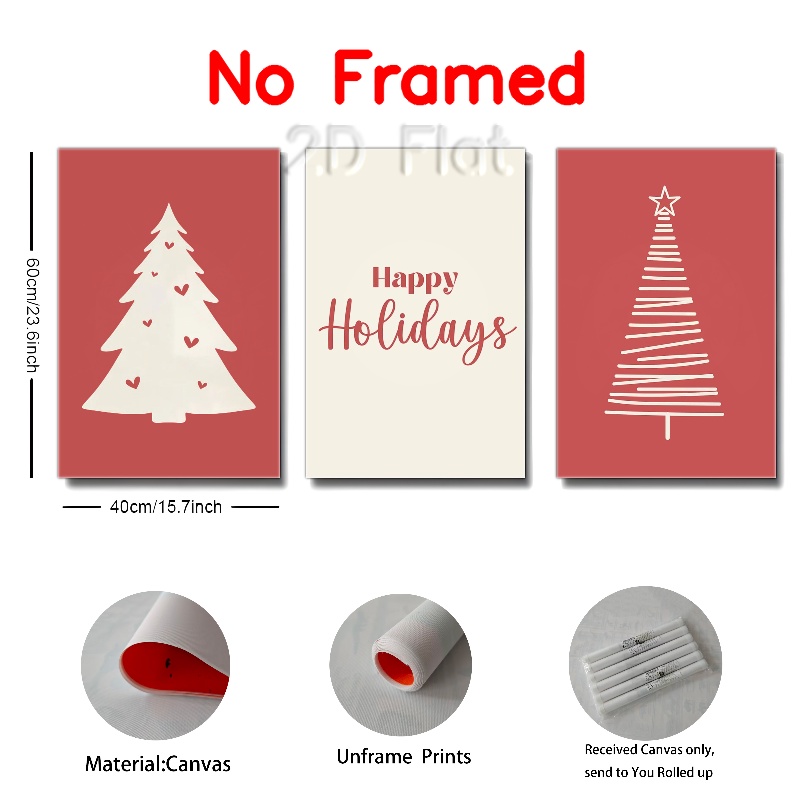 No Framed
2D Flat
Happy
Holidays
60cm/23.6inch
40cm/15.7inch
Material:Canvas
Unframe Prints
Received Canvas only,
send to You Rolled up